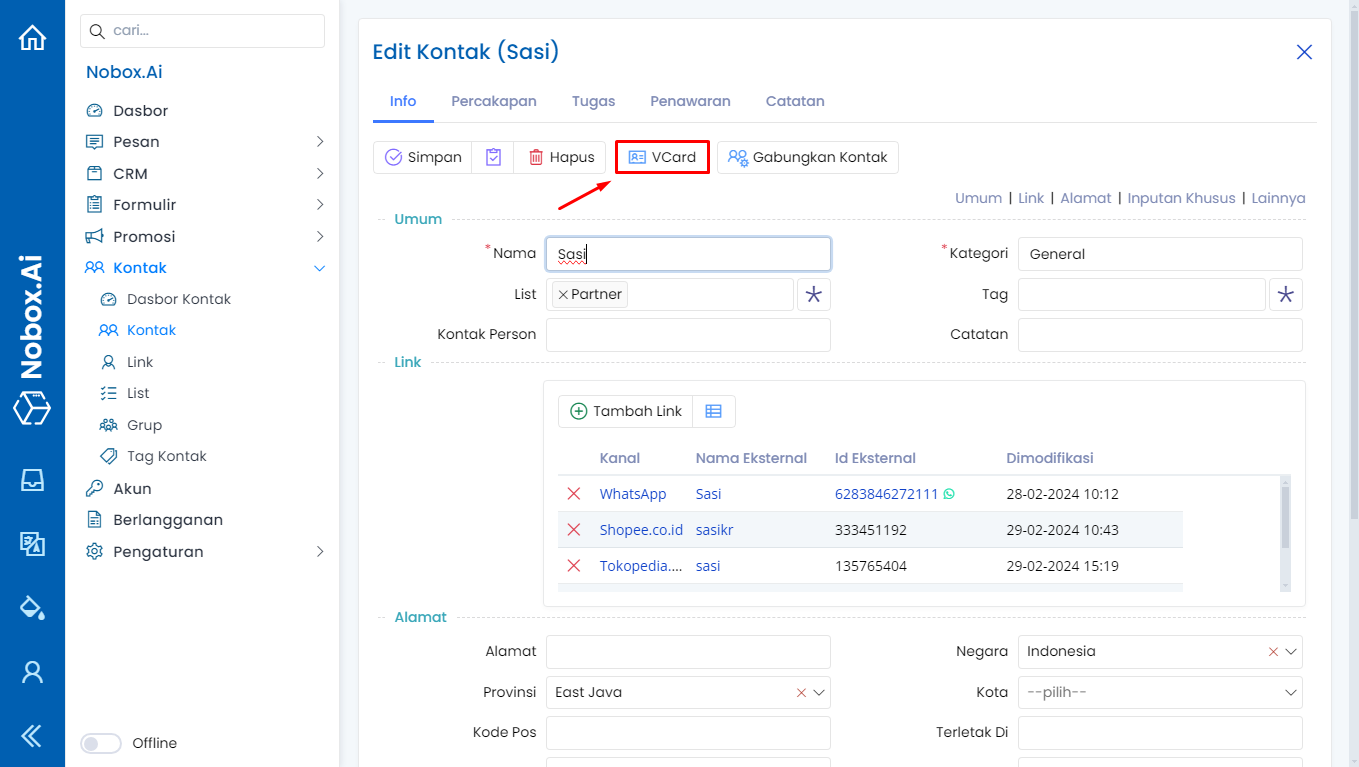 cari...
Nobox.Ai
Dasbor
Pesan
CRM
Formulir
Promosi
Kontak
Dasbor Kontak
Kontak
Link
List
Grup
Tag Kontak
Akun
Berlangganan
Pengaturan
Offline
Nobox.Ai
Edit Kontak (Sasi)
Info Percakapan Tugas Penawaran Catatan
Simpan Hapus VCard Gabungkan Kontak
Umum | Link | Alamat | Inputan Khusus | Lainnya
Umum
*Nama Sasi *Kategori General
List Partner Tag
Kontak Person Catatan
Link
Tambah Link
Kanal Nama Eksternal Id Eksternal Dimodifikasi
WhatsApp Sasi 6283846272111 28-02-2024 10:12
Shopee.co.id sasikr 333451192 29-02-2024 10:43
Tokopedia.... sasi 135765404 29-02-2024 15:19
Alamat
Alamat Negara Indonesia
Provinsi East Java Kota --pilih--
Kode Pos Terletak Di